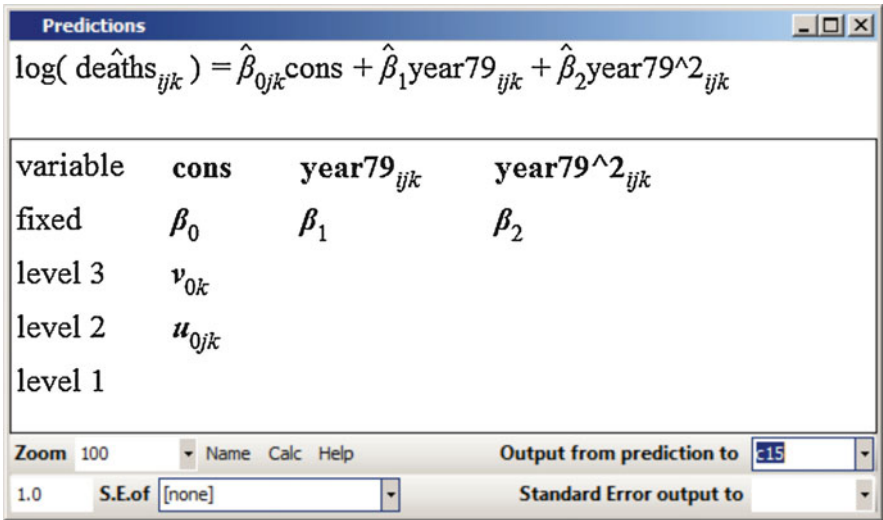 Predictions
log( deâths_ijk ) = β̂_0jk cons + β̂_1 year79_ijk + β̂_2 year79^2_ijk
variable cons year79_ijk year79^2_ijk
fixed β_0 β_1 β_2
level 3 v_0k
level 2 u_0jk
level 1
Zoom 100 Name Calc Help Output from prediction to c15
1.0 S.E.of [none] Standard Error output to